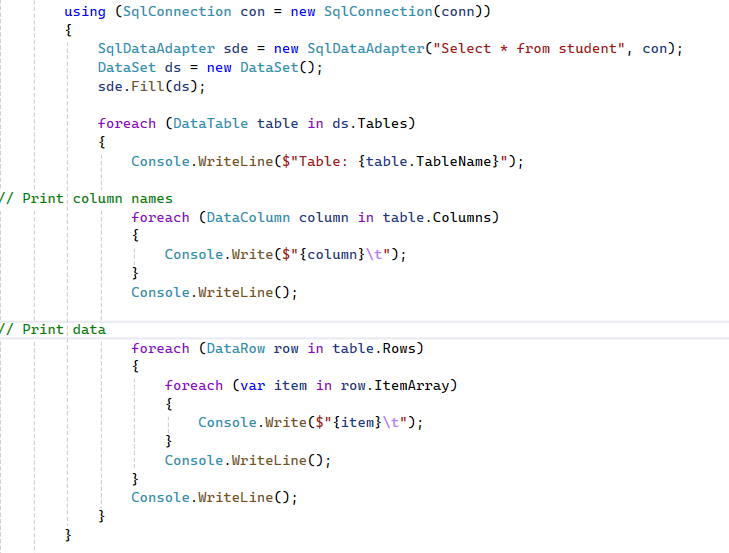 using (SqlConnection con = new SqlConnection(conn))
{
SqlDataAdapter sde = new SqlDataAdapter("Select * from student", con);
DataSet ds = new DataSet();
sde.Fill(ds);
foreach (DataTable table in ds.Tables)
{
Console.WriteLine($"Table: {table.TableName}");
// Print column names
foreach (DataColumn column in table.Columns)
{
Console.Write($"{column}\t");
}
Console.WriteLine();
// Print data
foreach (DataRow row in table.Rows)
{
foreach (var item in row.ItemArray)
{
Console.Write($"{item}\t");
}
Console.WriteLine();
}
Console.WriteLine();
}
}